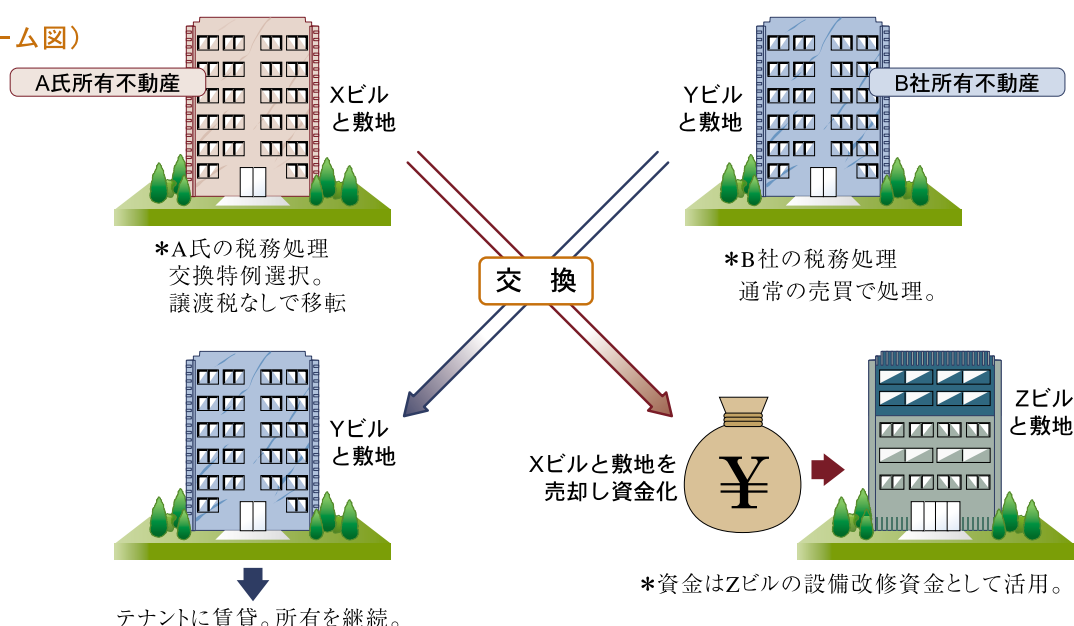 ーム図）
A氏所有不動産
Xビル
と敷地
Yビル
と敷地
B社所有不動産
＊A氏の税務処理
交換特例選択。
譲渡税なしで移転
交　換
＊B社の税務処理
通常の売買で処理。
Yビル
と敷地
Xビルと敷地を
売却し資金化
¥
Zビル
と敷地
＊資金はZビルの設備改修資金として活用。
テナントに賃貸。所有を継続。